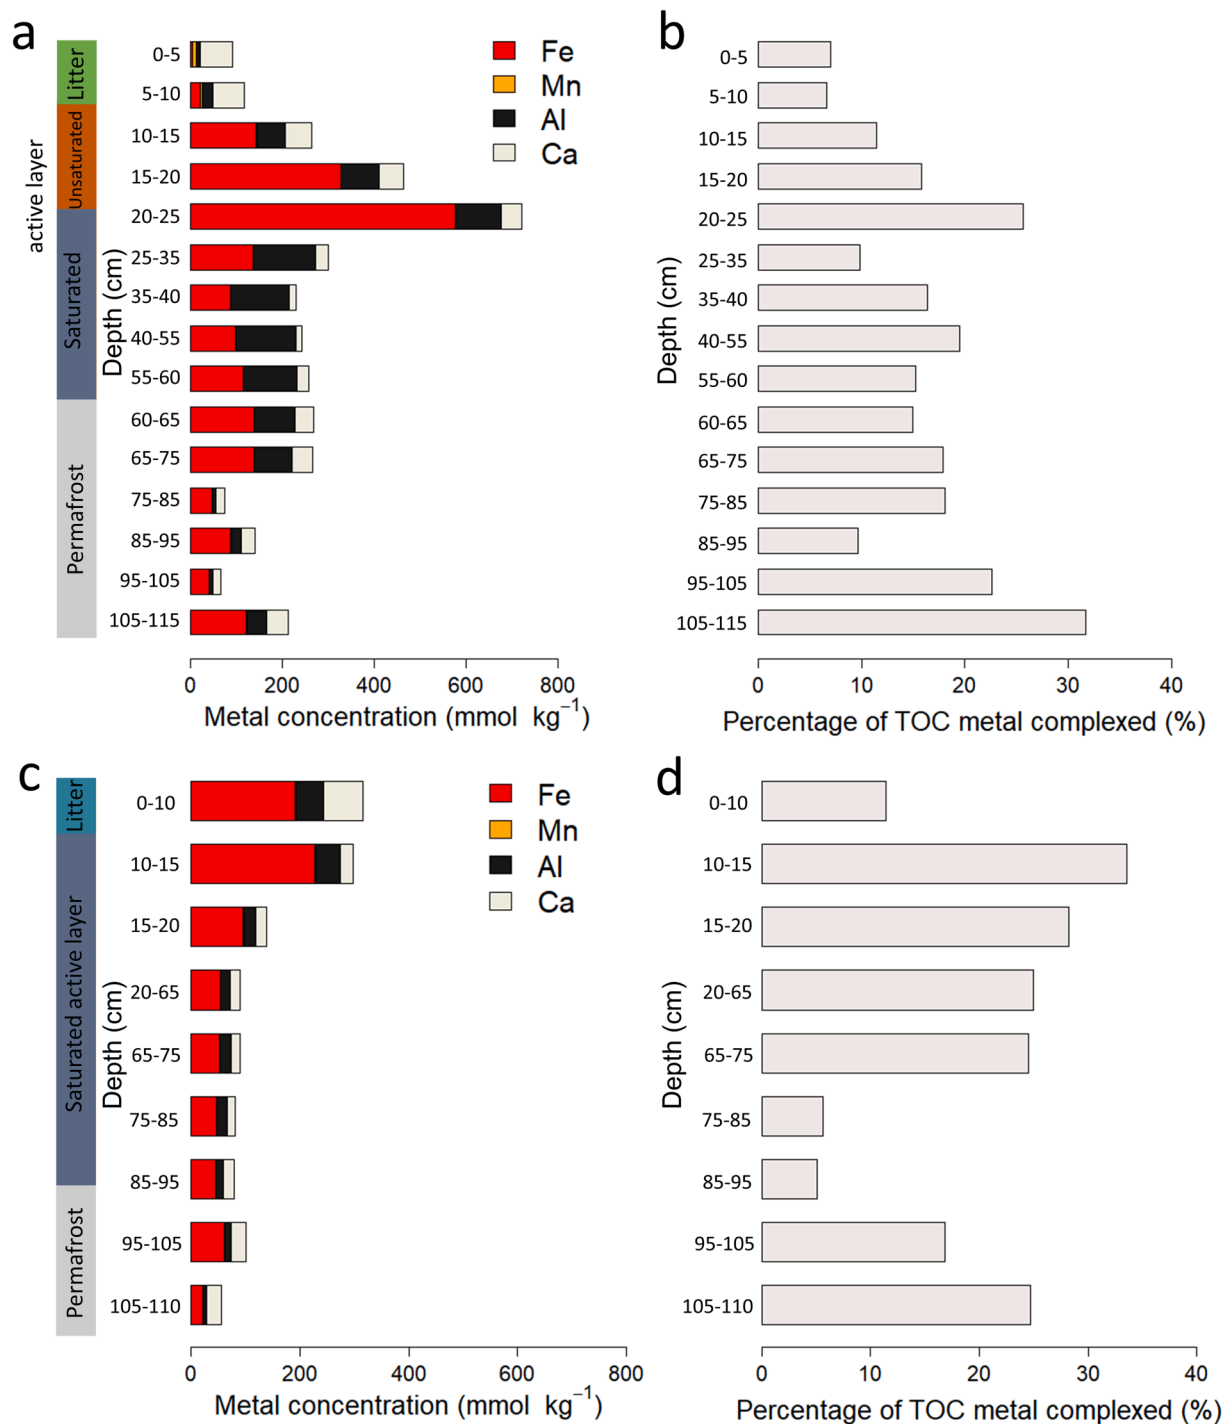 a
active layer
Litter
Unsaturated
Saturated
Permafrost
Depth (cm)
0-5
5-10
10-15
15-20
20-25
25-35
35-40
40-55
55-60
60-65
65-75
75-85
85-95
95-105
105-115
Fe
Mn
Al
Ca
0 200 400 600 800
Metal concentration (mmol kg⁻¹)
b
Depth (cm)
0-5
5-10
10-15
15-20
20-25
25-35
35-40
40-55
55-60
60-65
65-75
75-85
85-95
95-105
105-115
0 10 20 30 40
Percentage of TOC metal complexed (%)
c
Litter
Saturated active layer
Permafrost
Depth (cm)
0-10
10-15
15-20
20-65
65-75
75-85
85-95
95-105
105-110
Fe
Mn
Al
Ca
0 200 400 600 800
Metal concentration (mmol kg⁻¹)
d
Depth (cm)
0-10
10-15
15-20
20-65
65-75
75-85
85-95
95-105
105-110
0 10 20 30 40
Percentage of TOC metal complexed (%)